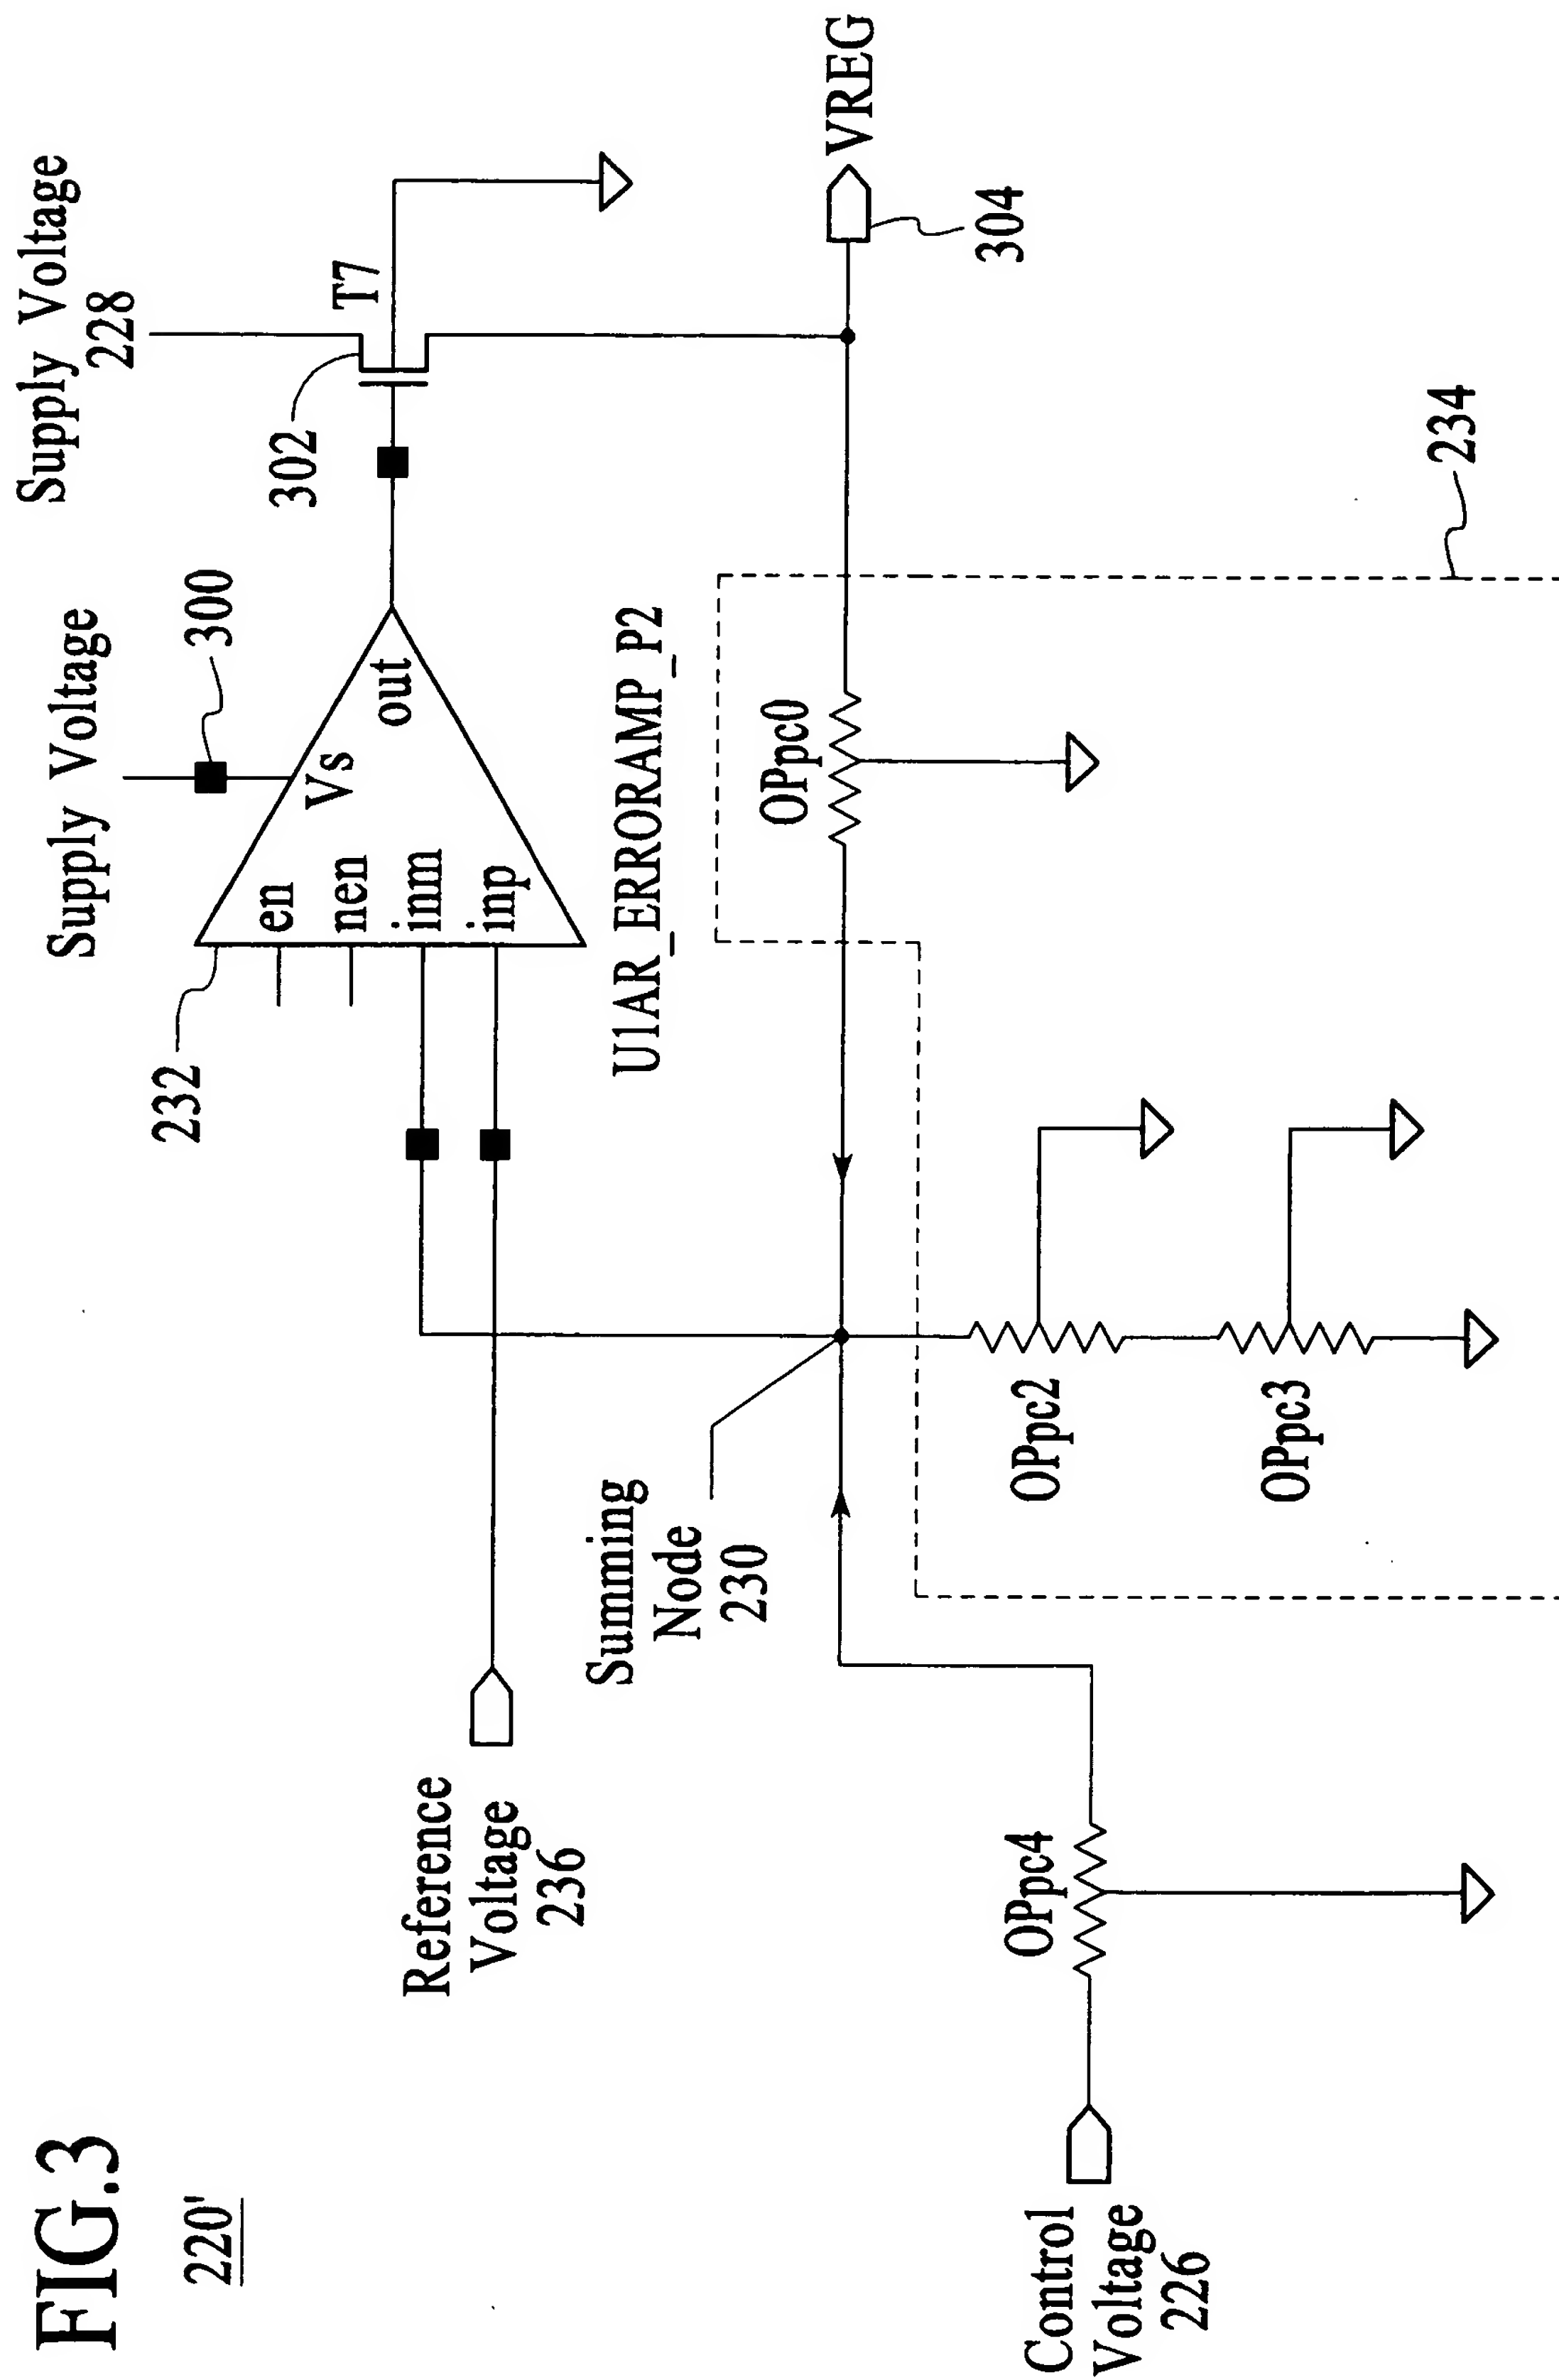 FIG.3
220'
Supply Voltage
228
Supply Voltage
300
302
T7
232
en
nen
inm
inp
Vs
out
U1AR_ERRORAMP_P2
Reference
Voltage
236
Summing
Node
230
OPpc0
VREG
304
234
OPpc2
OPpc3
OPpc4
Control
Voltage
226